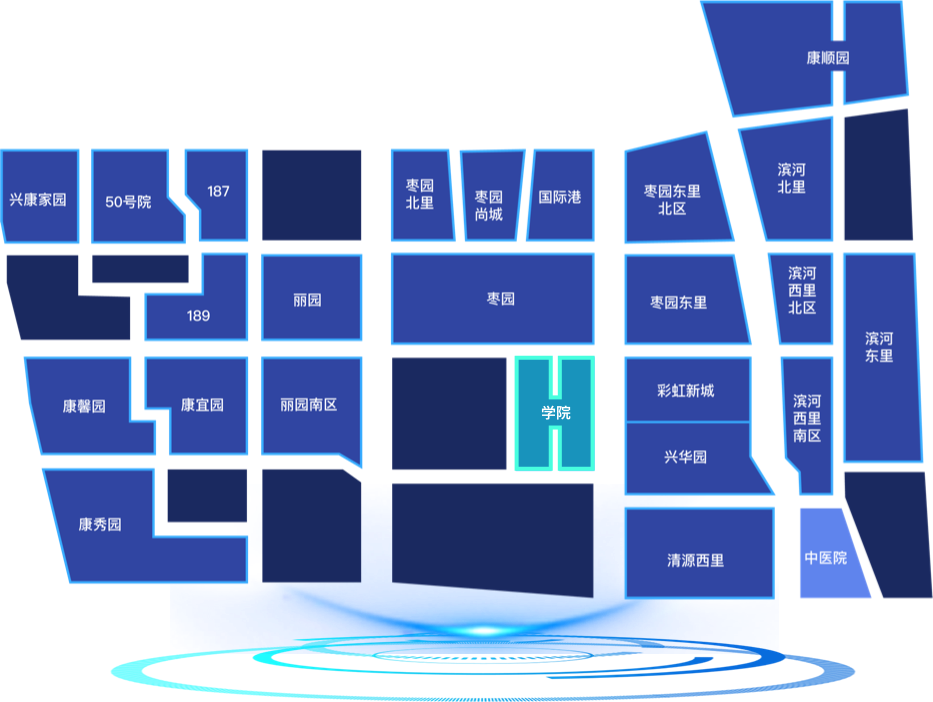 康顺园
兴康家园
50号院
187
枣园
北里
枣园
尚城
国际港
枣园东里
北区
滨河
北里
189
丽园
枣园
枣园东里
滨河
西里
北区
滨河
东里
康馨园
康宜园
丽园南区
学院
彩虹新城
兴华园
滨河
西里
南区
康秀园
清源西里
中医院